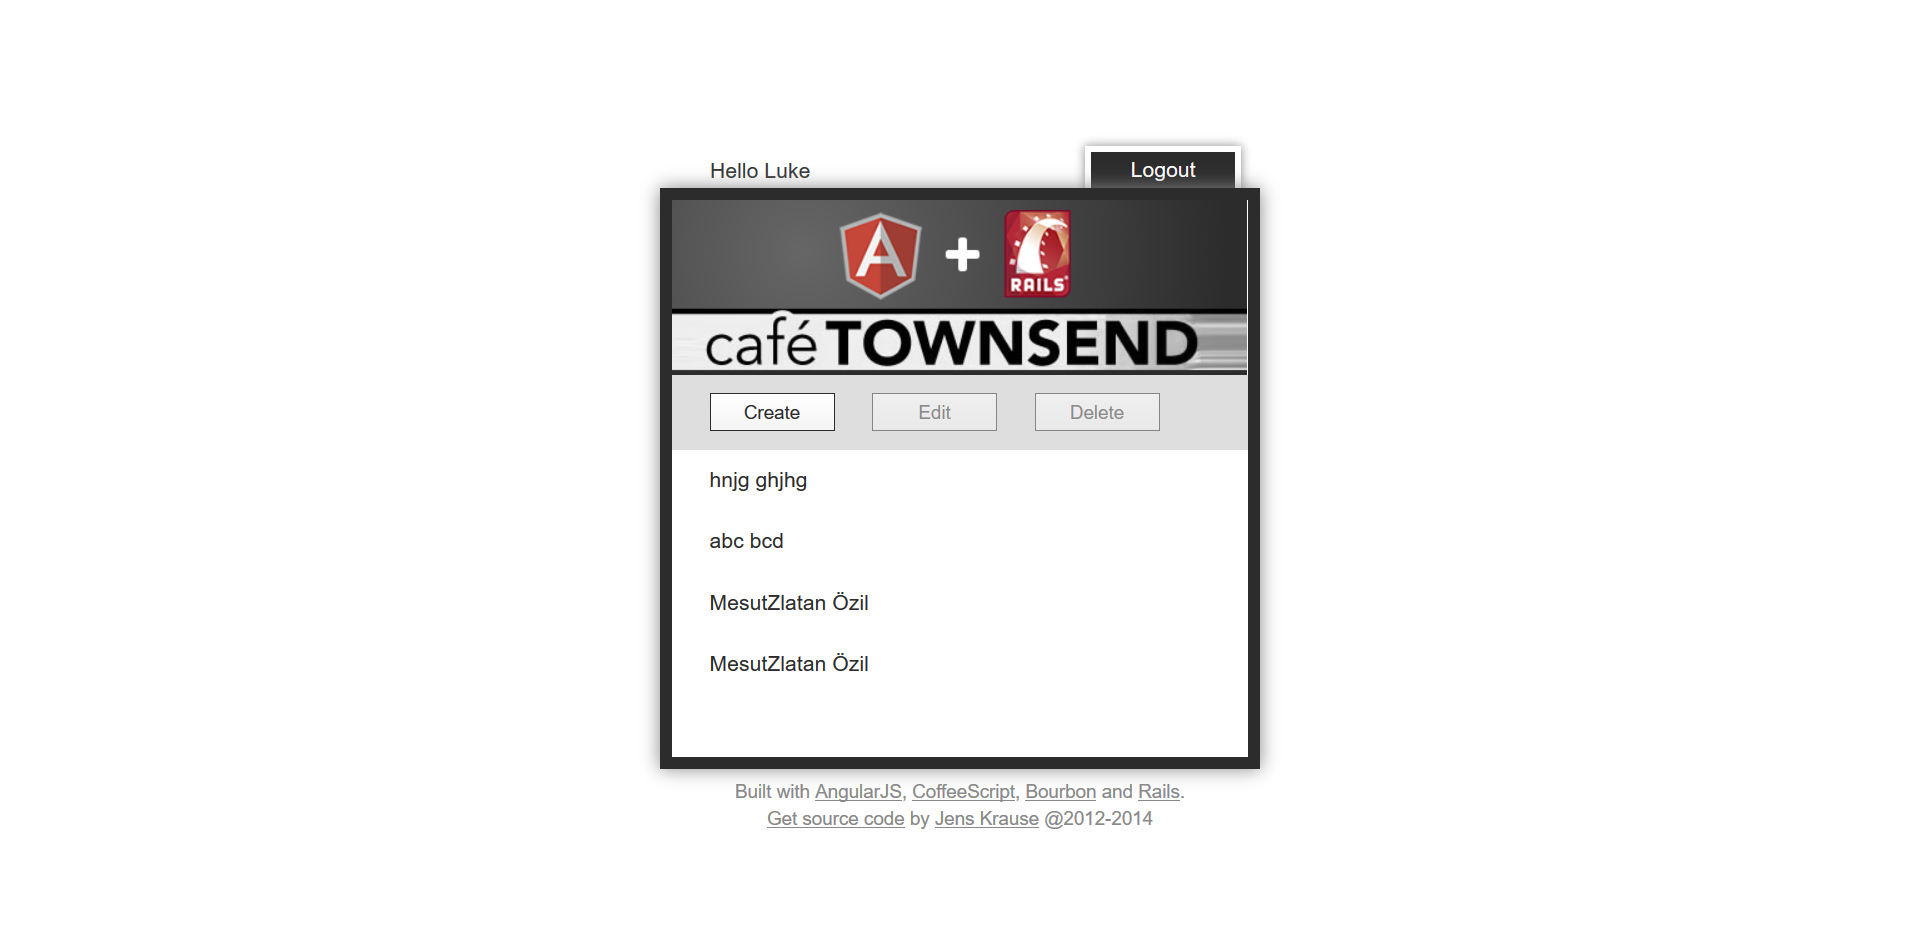 Hello Luke
Logout
RAILS
café TOWNSEND
Create
Edit
Delete
hnjg ghjhg
abc bcd
MesutZlatan Özil
MesutZlatan Özil
Built with AngularJS, CoffeeScript, Bourbon and Rails.
Get source code by Jens Krause @2012-2014